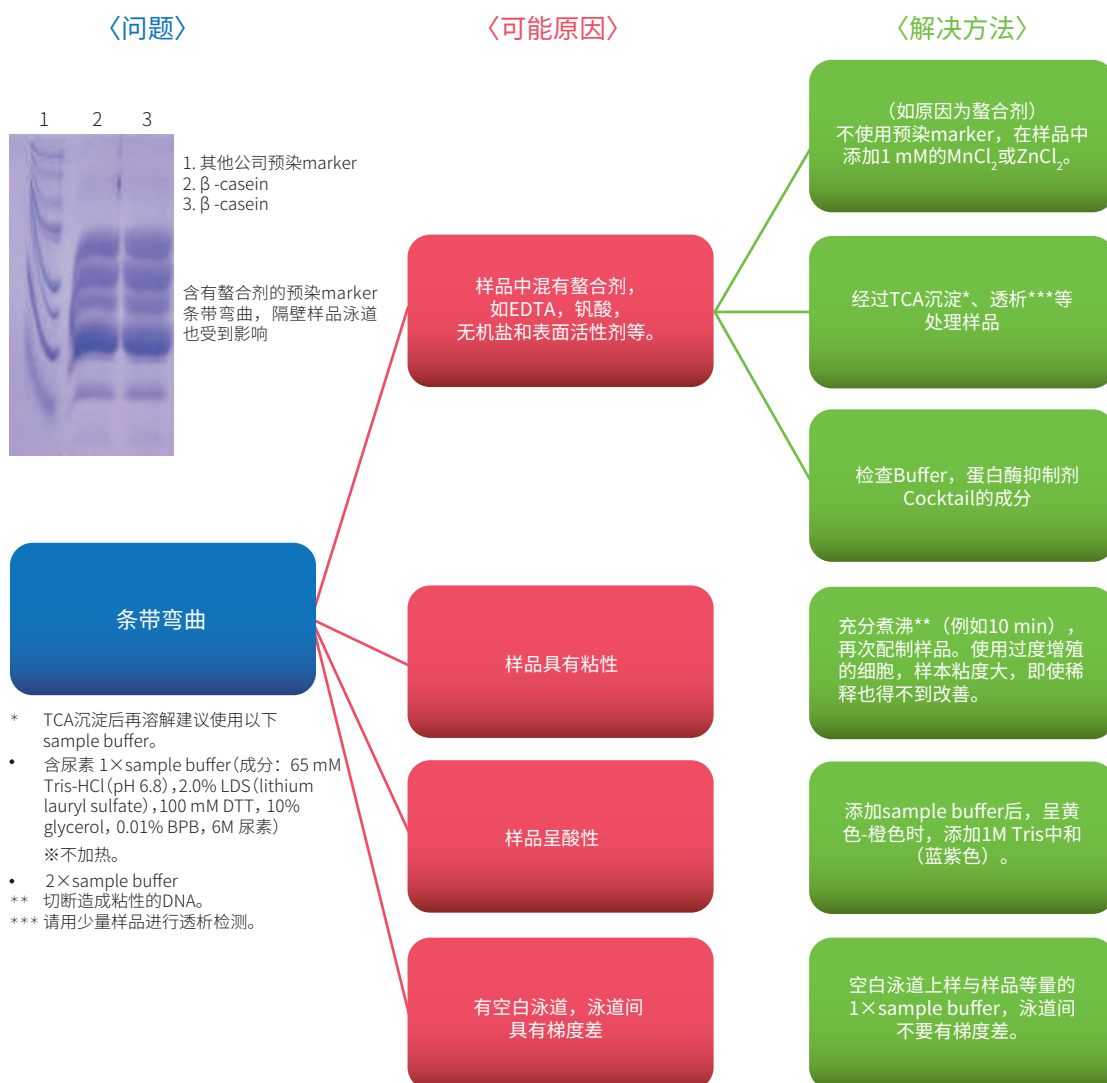 〈问题〉
〈可能原因〉
〈解决方法〉
1 2 3
1. 其他公司预染marker
2. β -casein
3. β -casein
含有螯合剂的预染marker
条带弯曲，隔壁样品泳道
也受到影响
条带弯曲
* TCA沉淀后再溶解建议使用以下
sample buffer。
• 含尿素 1×sample buffer（成分：65 mM
Tris-HCl（pH 6.8）,2.0% LDS（lithium
lauryl sulfate）,100 mM DTT，10%
glycerol，0.01% BPB，6M 尿素）
※不加热。
• 2×sample buffer
** 切断造成粘性的DNA。
*** 请用少量样品进行透析检测。
样品中混有螯合剂，
如EDTA，钒酸，
无机盐和表面活性剂等。
样品具有粘性
样品呈酸性
有空白泳道，泳道间
具有梯度差
（如原因为螯合剂）
不使用预染marker，在样品中
添加1 mM的MnCl₂或ZnCl₂。
经过TCA沉淀*、透析***等
处理样品
检查Buffer，蛋白酶抑制剂
Cocktail的成分
充分煮沸**（例如10 min），
再次配制样品。使用过度增殖
的细胞，样本粘度大，即使稀
释也得不到改善。
添加sample buffer后，呈黄
色-橙色时，添加1M Tris中和
（蓝紫色）。
空白泳道上样与样品等量的
1×sample buffer，泳道间
不要有梯度差。